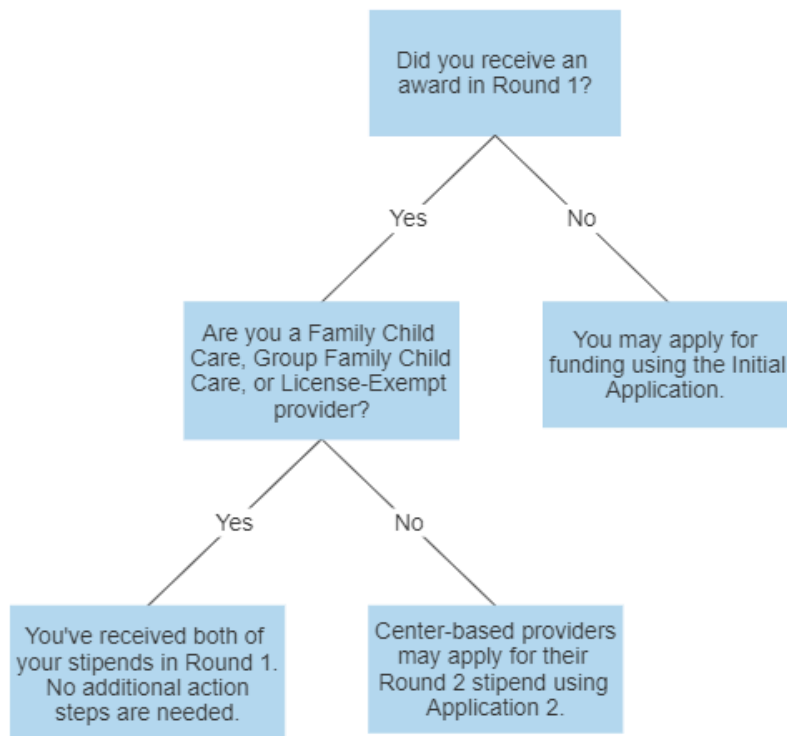 Did you receive an
award in Round 1?
Yes
No
Are you a Family Child
Care, Group Family Child
Care, or License-Exempt
provider?
You may apply for
funding using the Initial
Application.
Yes
No
You've received both of
your stipends in Round 1.
No additional action
steps are needed.
Center-based providers
may apply for their
Round 2 stipend using
Application 2.